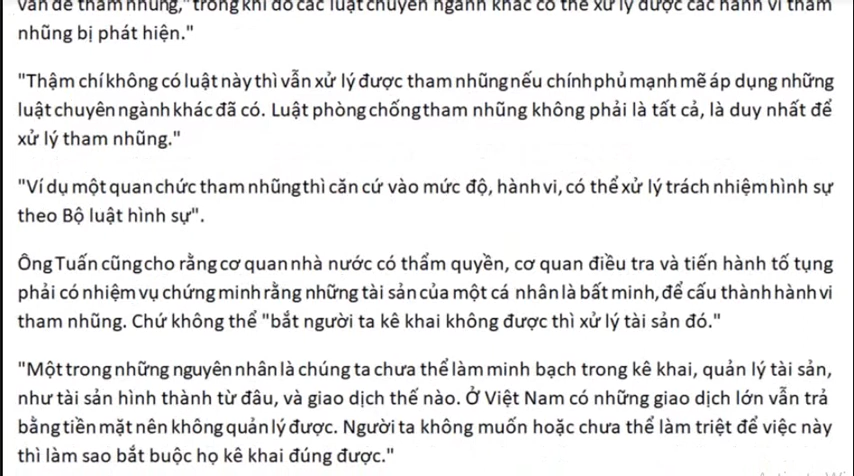 vấn đề tham nhũng," trong khi đó các luật chuyên ngành khác có thể xử lý được các hành vi tham
nhũng bị phát hiện."
"Thậm chí không có luật này thì vẫn xử lý được tham nhũng nếu chính phủ mạnh mẽ áp dụng những
luật chuyên ngành khác đã có. Luật phòng chống tham nhũng không phải là tất cả, là duy nhất để
xử lý tham nhũng."
"Ví dụ một quan chức tham nhũng thì căn cứ vào mức độ, hành vi, có thể xử lý trách nhiệm hình sự
theo Bộ luật hình sự".
Ông Tuấn cũng cho rằng cơ quan nhà nước có thẩm quyền, cơ quan điều tra và tiến hành tố tụng
phải có nhiệm vụ chứng minh rằng những tài sản của một cá nhân là bất minh, để cấu thành hành vi
tham nhũng. Chứ không thể "bắt người ta kê khai không được thì xử lý tài sản đó."
"Một trong những nguyên nhân là chúng ta chưa thể làm minh bạch trong kê khai, quản lý tài sản,
như tài sản hình thành từ đâu, và giao dịch thế nào. Ở Việt Nam có những giao dịch lớn vẫn trả
bằng tiền mặt nên không quản lý được. Người ta không muốn hoặc chưa thể làm triệt để việc này
thì làm sao bắt buộc họ kê khai đúng được."